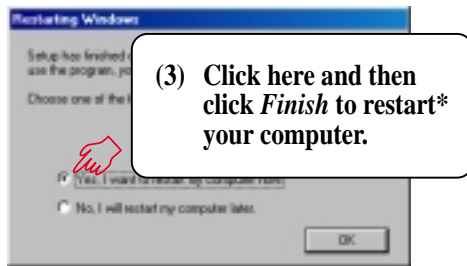 Restarting Windows
Setup has finished
use the program, yo
Choose one of the
(3) Click here and then
click Finish to restart*
your computer.
Yes, I want to restart my computer now.
No, I will restart my computer later.
OK